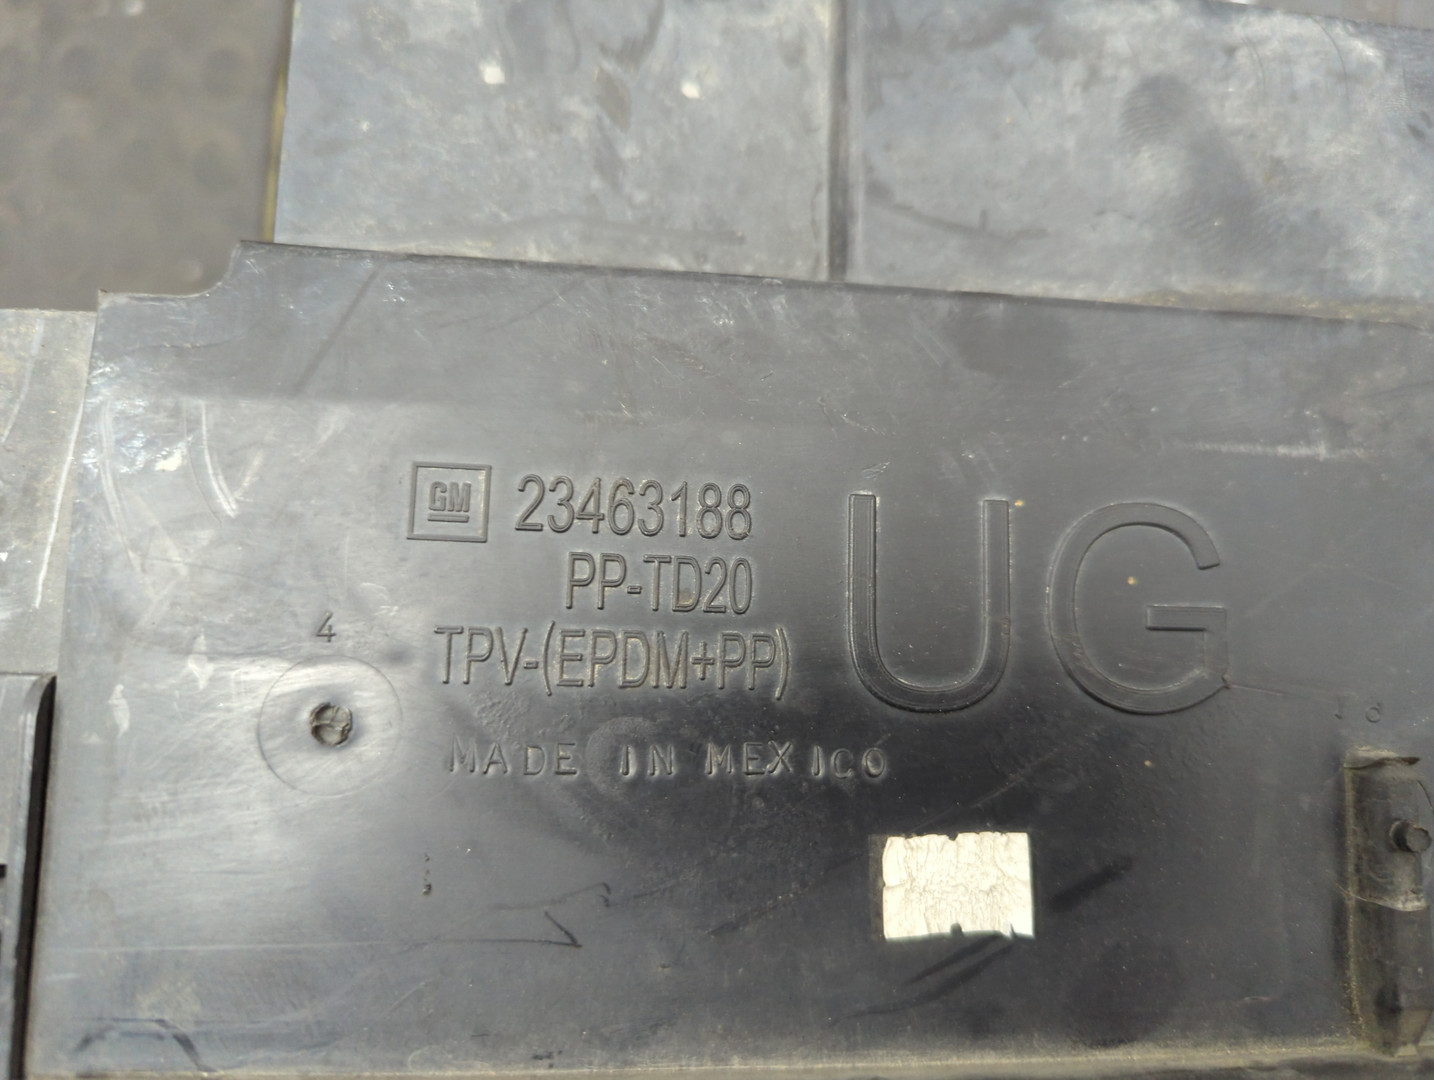 GM 23463188
PP-TD20
TPV-(EPDM+PP)
UG
4
MADE IN MEXICO